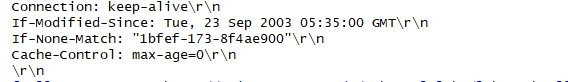 Connection: keep-alive\r\n
If-Modified-Since: Tue, 23 Sep 2003 05:35:00 GMT\r\n
If-None-Match: "1bfef-173-8f4ae900"\r\n
Cache-Control: max-age=0\r\n
\r\n